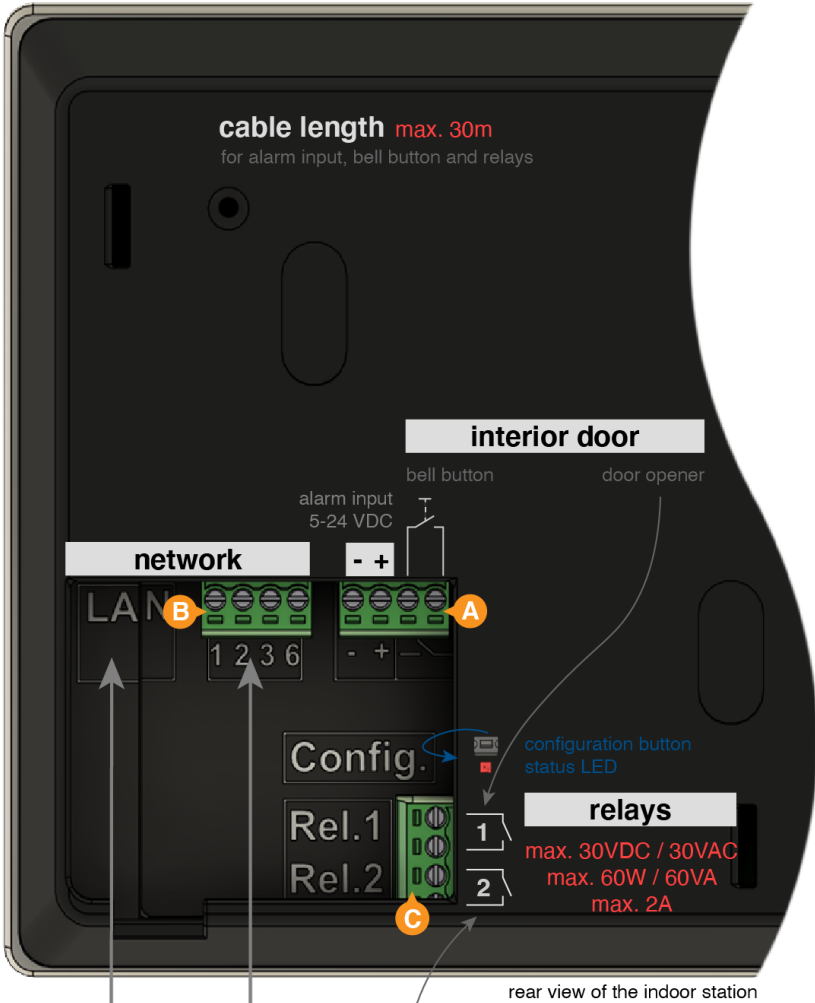 cable length max. 30m
for alarm input, bell button and relays
interior door
bell button door opener
alarm input
5-24 VDC
network - +
LAN B A
1 2 3 6 - +
Config. configuration button
status LED
relays
Rel.1 1 max. 30VDC / 30VAC
Rel.2 2 max. 60W / 60VA
max. 2A
C
rear view of the indoor station